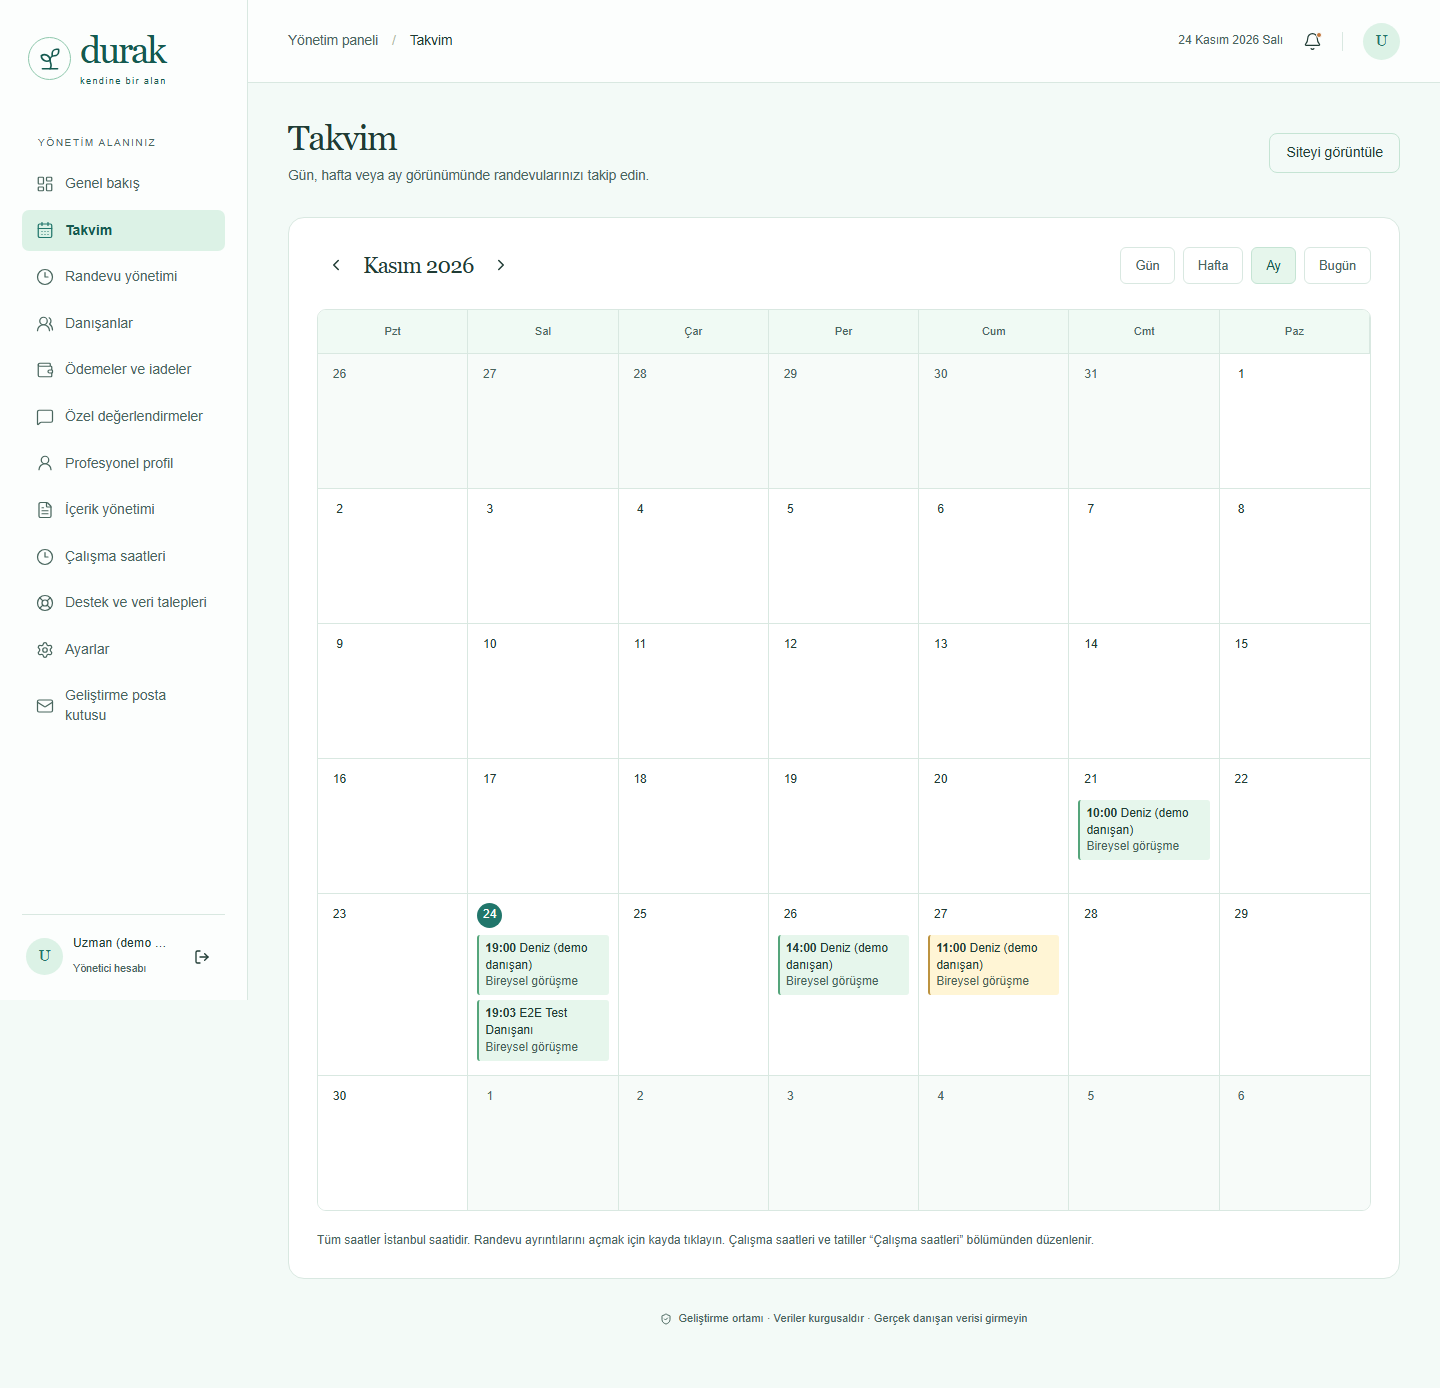 durak
kendine bir alan
YÖNETİM ALANINIZ
Genel bakış
Takvim
Randevu yönetimi
Danışanlar
Ödemeler ve iadeler
Özel değerlendirmeler
Profesyonel profil
İçerik yönetimi
Çalışma saatleri
Destek ve veri talepleri
Ayarlar
Geliştirme posta
kutusu
U
Uzman (demo ...
Yönetici hesabı
Yönetim paneli / Takvim
24 Kasım 2026 Salı
U
Takvim
Gün, hafta veya ay görünümünde randevularınızı takip edin.
Siteyi görüntüle
Kasım 2026
Gün Hafta Ay Bugün
Pzt Sal Çar Per Cum Cmt Paz
26 27 28 29 30 31 1
2 3 4 5 6 7 8
9 10 11 12 13 14 15
16 17 18 19 20 21 22
10:00 Deniz (demo
danışan)
Bireysel görüşme
23 24 25 26 27 28 29
19:00 Deniz (demo
danışan)
Bireysel görüşme
19:03 E2E Test
Danışanı
Bireysel görüşme
14:00 Deniz (demo
danışan)
Bireysel görüşme
11:00 Deniz (demo
danışan)
Bireysel görüşme
30 1 2 3 4 5 6
Tüm saatler İstanbul saatidir. Randevu ayrıntılarını açmak için kayda tıklayın. Çalışma saatleri ve tatiller “Çalışma saatleri” bölümünden düzenlenir.
Geliştirme ortamı · Veriler kurgusaldır · Gerçek danışan verisi girmeyin